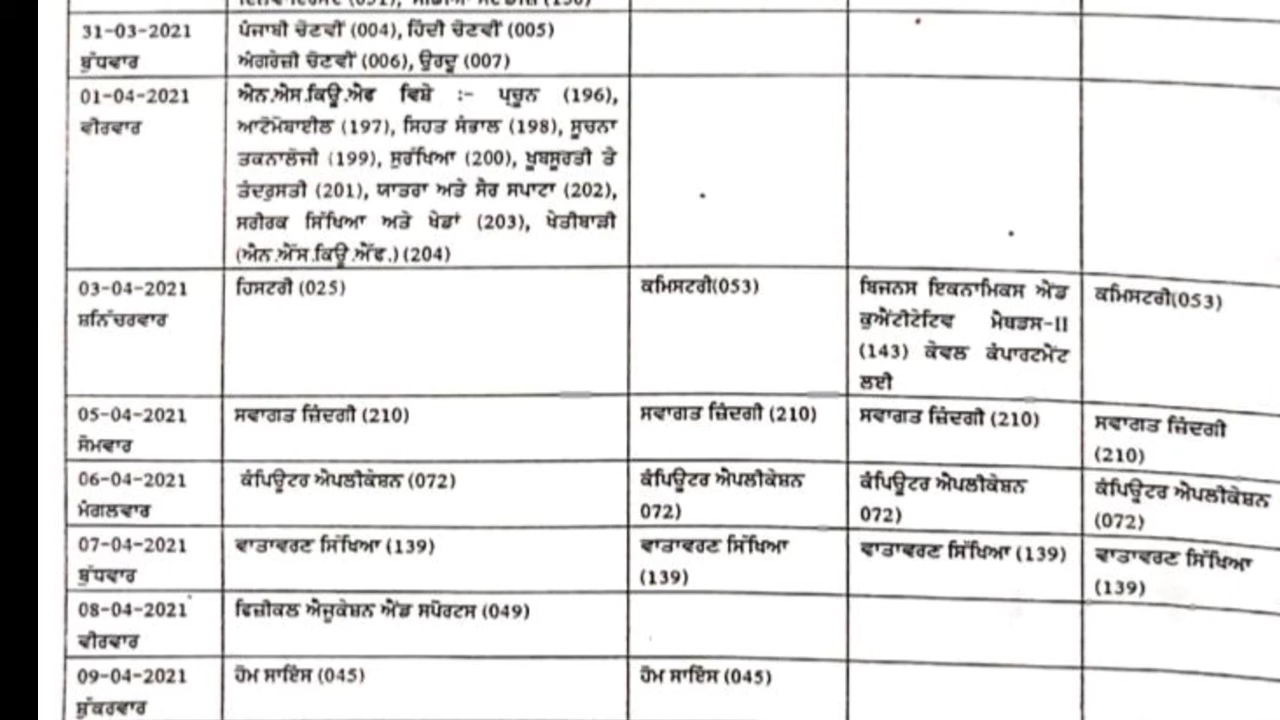 31-03-2021 ਪੰਜਾਬੀ ਚੋਣਵੀਂ (004), ਹਿੰਦੀ ਚੋਣਵੀਂ (005)
ਬੁੱਧਵਾਰ ਅੰਗਰੇਜ਼ੀ ਚੋਣਵੀਂ (006), ਉਰਦੂ (007)
01-04-2021 ਐਨ.ਐਸ.ਕਿਊ.ਐਫ ਵਿਸ਼ੇ :- ਪ੍ਰਚੂਨ (196),
ਵੀਰਵਾਰ ਆਟੋਮੋਬਾਈਲ (197), ਸਿਹਤ ਸੰਭਾਲ (198), ਸੂਚਨਾ
ਤਕਨਾਲੋਜੀ (199), ਸੁਰੱਖਿਆ (200), ਖੂਬਸੂਰਤੀ ਤੇ
ਤੰਦਰੁਸਤੀ (201), ਯਾਤਰਾ ਅਤੇ ਸੈਰ ਸਪਾਟਾ (202),
ਸਰੀਰਕ ਸਿੱਖਿਆ ਅਤੇ ਖੇਡਾਂ (203), ਖੇਤੀਬਾੜੀ
(ਐਨ.ਐੱਸ.ਕਿਊ.ਐੱਫ.) (204)
03-04-2021 ਹਿਸਟਰੀ (025) ਕਮਿਸਟਰੀ(053) ਬਿਜਨਸ ਇਕਨਾਮਿਕਸ ਐਂਡ ਕਮਿਸਟਰੀ(053)
ਸ਼ਨਿੱਚਰਵਾਰ ਕੁਐਂਟੀਟੇਟਿਵ ਮੈਥਡਸ-II
(143) ਕੇਵਲ ਕੰਪਾਰਟਮੈਂਟ
ਲਈ
05-04-2021 ਸਵਾਗਤ ਜ਼ਿੰਦਗੀ (210) ਸਵਾਗਤ ਜ਼ਿੰਦਗੀ (210) ਸਵਾਗਤ ਜ਼ਿੰਦਗੀ (210) ਸਵਾਗਤ ਜ਼ਿੰਦਗੀ
ਸੋਮਵਾਰ (210)
06-04-2021 ਕੰਪਿਊਟਰ ਐਪਲੀਕੇਸ਼ਨ (072) ਕੰਪਿਊਟਰ ਐਪਲੀਕੇਸ਼ਨ ਕੰਪਿਊਟਰ ਐਪਲੀਕੇਸ਼ਨ ਕੰਪਿਊਟਰ ਐਪਲੀਕੇਸ਼ਨ
ਮੰਗਲਵਾਰ 072) 072) (072)
07-04-2021 ਵਾਤਾਵਰਣ ਸਿੱਖਿਆ (139) ਵਾਤਾਵਰਣ ਸਿੱਖਿਆ ਵਾਤਾਵਰਣ ਸਿੱਖਿਆ (139) ਵਾਤਾਵਰਣ ਸਿੱਖਿਆ
ਬੁੱਧਵਾਰ (139) (139)
08-04-2021 ਫਿਜ਼ੀਕਲ ਐਜੂਕੇਸ਼ਨ ਐਂਡ ਸਪੋਰਟਸ (049)
ਵੀਰਵਾਰ
09-04-2021 ਹੋਮ ਸਾਇੰਸ (045) ਹੋਮ ਸਾਇੰਸ (045)
ਸ਼ੁੱਕਰਵਾਰ